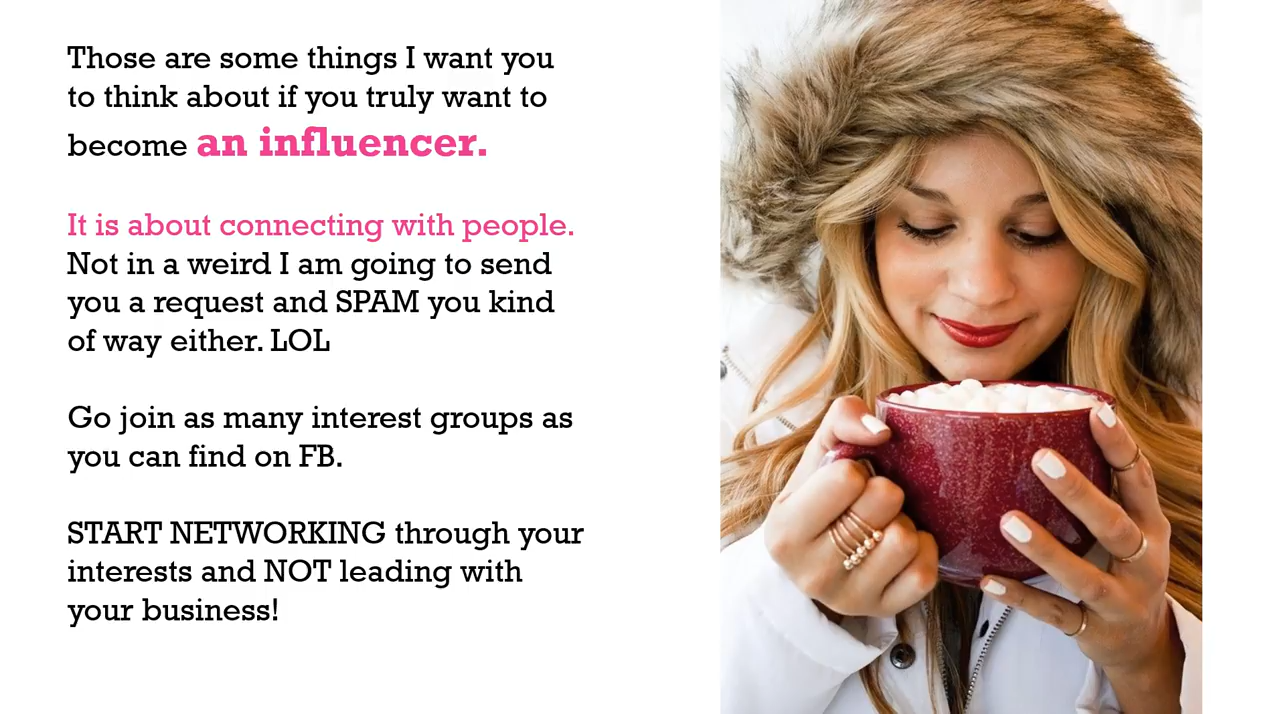 Those are some things I want you
to think about if you truly want to
become an influencer.
It is about connecting with people.
Not in a weird I am going to send
you a request and SPAM you kind
of way either. LOL
Go join as many interest groups as
you can find on FB.
START NETWORKING through your
interests and NOT leading with
your business!